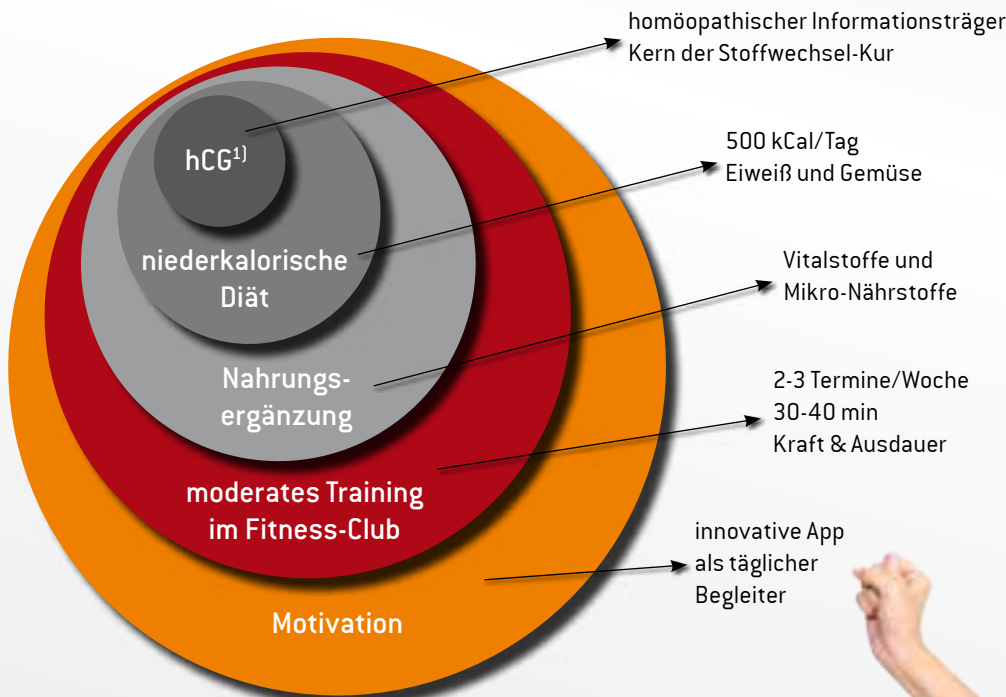 homöopathischer Informationsträger
Kern der Stoffwechsel-Kur
hCG¹⁾
500 kCal/Tag
Eiweiß und Gemüse
niederkalorische
Diät
Vitalstoffe und
Mikro-Nährstoffe
Nahrungs-
ergänzung
2-3 Termine/Woche
30-40 min
Kraft & Ausdauer
moderates Training
im Fitness-Club
innovative App
als täglicher
Begleiter
Motivation